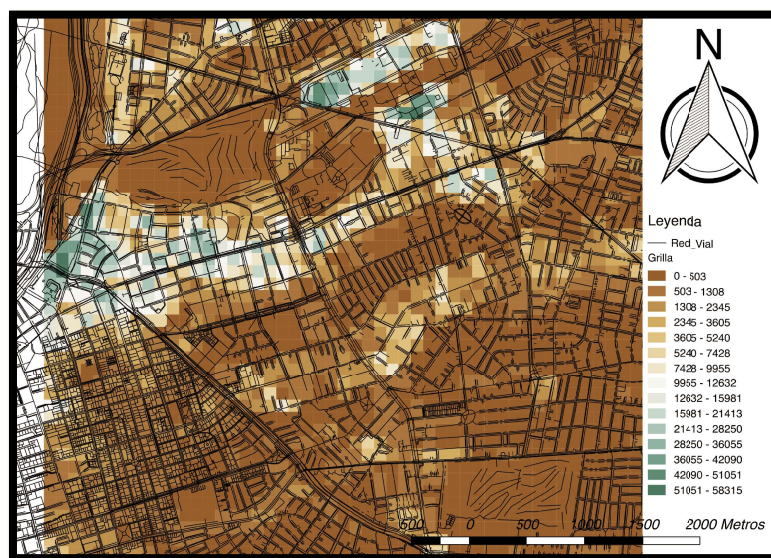 N
Leyenda
Red_Vial
Grilla
0 - 503
503 - 1308
1308 - 2345
2345 - 3605
3605 - 5240
5240 - 7428
7428 - 9955
9955 - 12632
12632 - 15981
15981 - 21413
21413 - 28250
28250 - 36055
36055 - 42090
42090 - 51051
51051 - 58315
500 0 500 1000 1500 2000 Metros